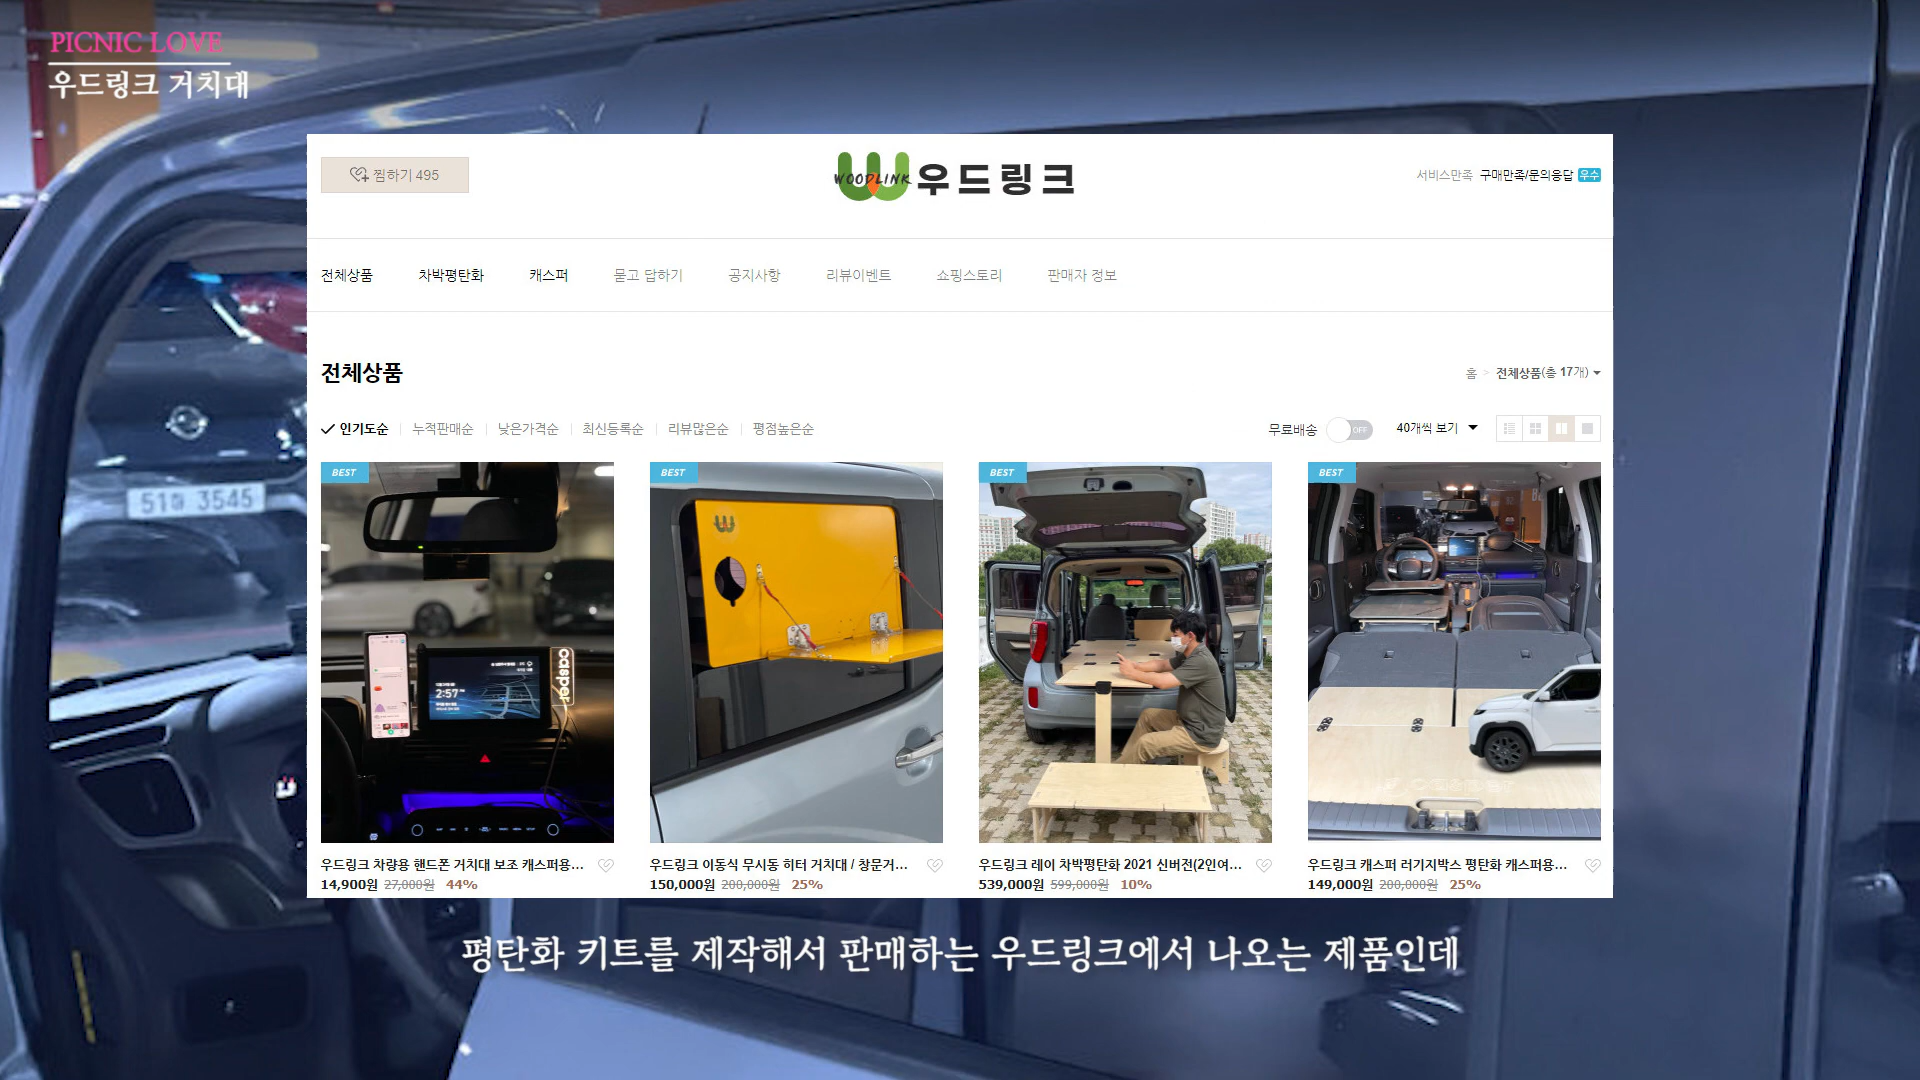 PICNIC LOVE
우드링크 거치대
찜하기 495
WOODLINK 우드링크
서비스만족 구매만족/문의응답 우수
전체상품 차박평탄화 캐스퍼 묻고 답하기 공지사항 리뷰이벤트 쇼핑스토리 판매자 정보
전체상품
홈 > 전체상품(총 17개)
인기도순 누적판매순 낮은가격순 최신등록순 리뷰많은순 평점높은순
무료배송 OFF 40개씩 보기
BEST BEST BEST BEST
2:57
casper
우드링크 차량용 핸드폰 거치대 보조 캐스퍼용...
14,900원 27,000원 44%
우드링크 이동식 무시동 히터 거치대 / 창문거...
150,000원 200,000원 25%
우드링크 레이 차박평탄화 2021 신버전(2인여...
539,000원 599,000원 10%
우드링크 캐스퍼 러기지박스 평탄화 캐스퍼용...
149,000원 200,000원 25%
평탄화 키트를 제작해서 판매하는 우드링크에서 나오는 제품인데